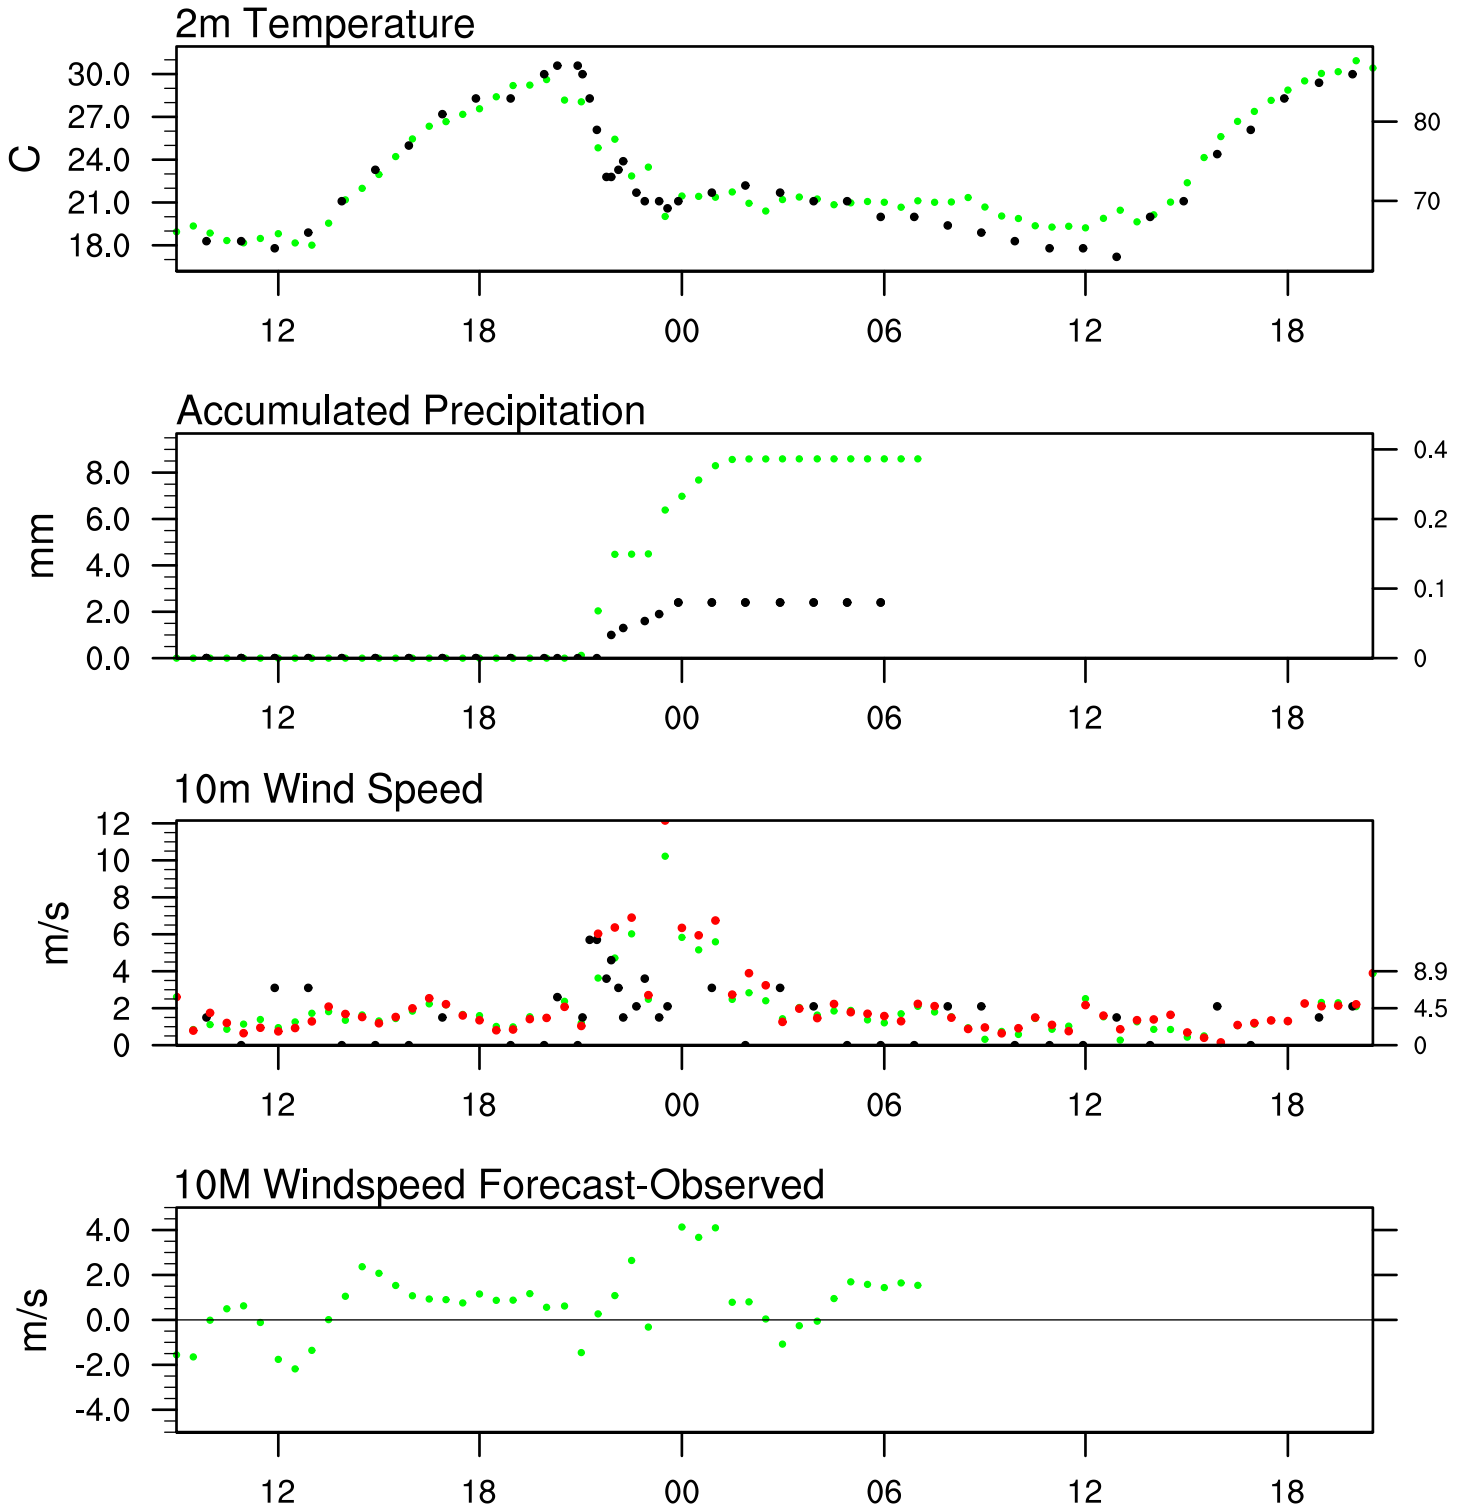 2m Temperature
30.0
27.0
24.0
21.0
18.0
C
80
70
12 18 00 06 12 18
Accumulated Precipitation
8.0
6.0
4.0
2.0
0.0
mm
0.4
0.2
0.1
0
12 18 00 06 12 18
10m Wind Speed
12
10
8
6
4
2
0
m/s
8.9
4.5
0
12 18 00 06 12 18
10M Windspeed Forecast-Observed
4.0
2.0
0.0
-2.0
-4.0
m/s
12 18 00 06 12 18